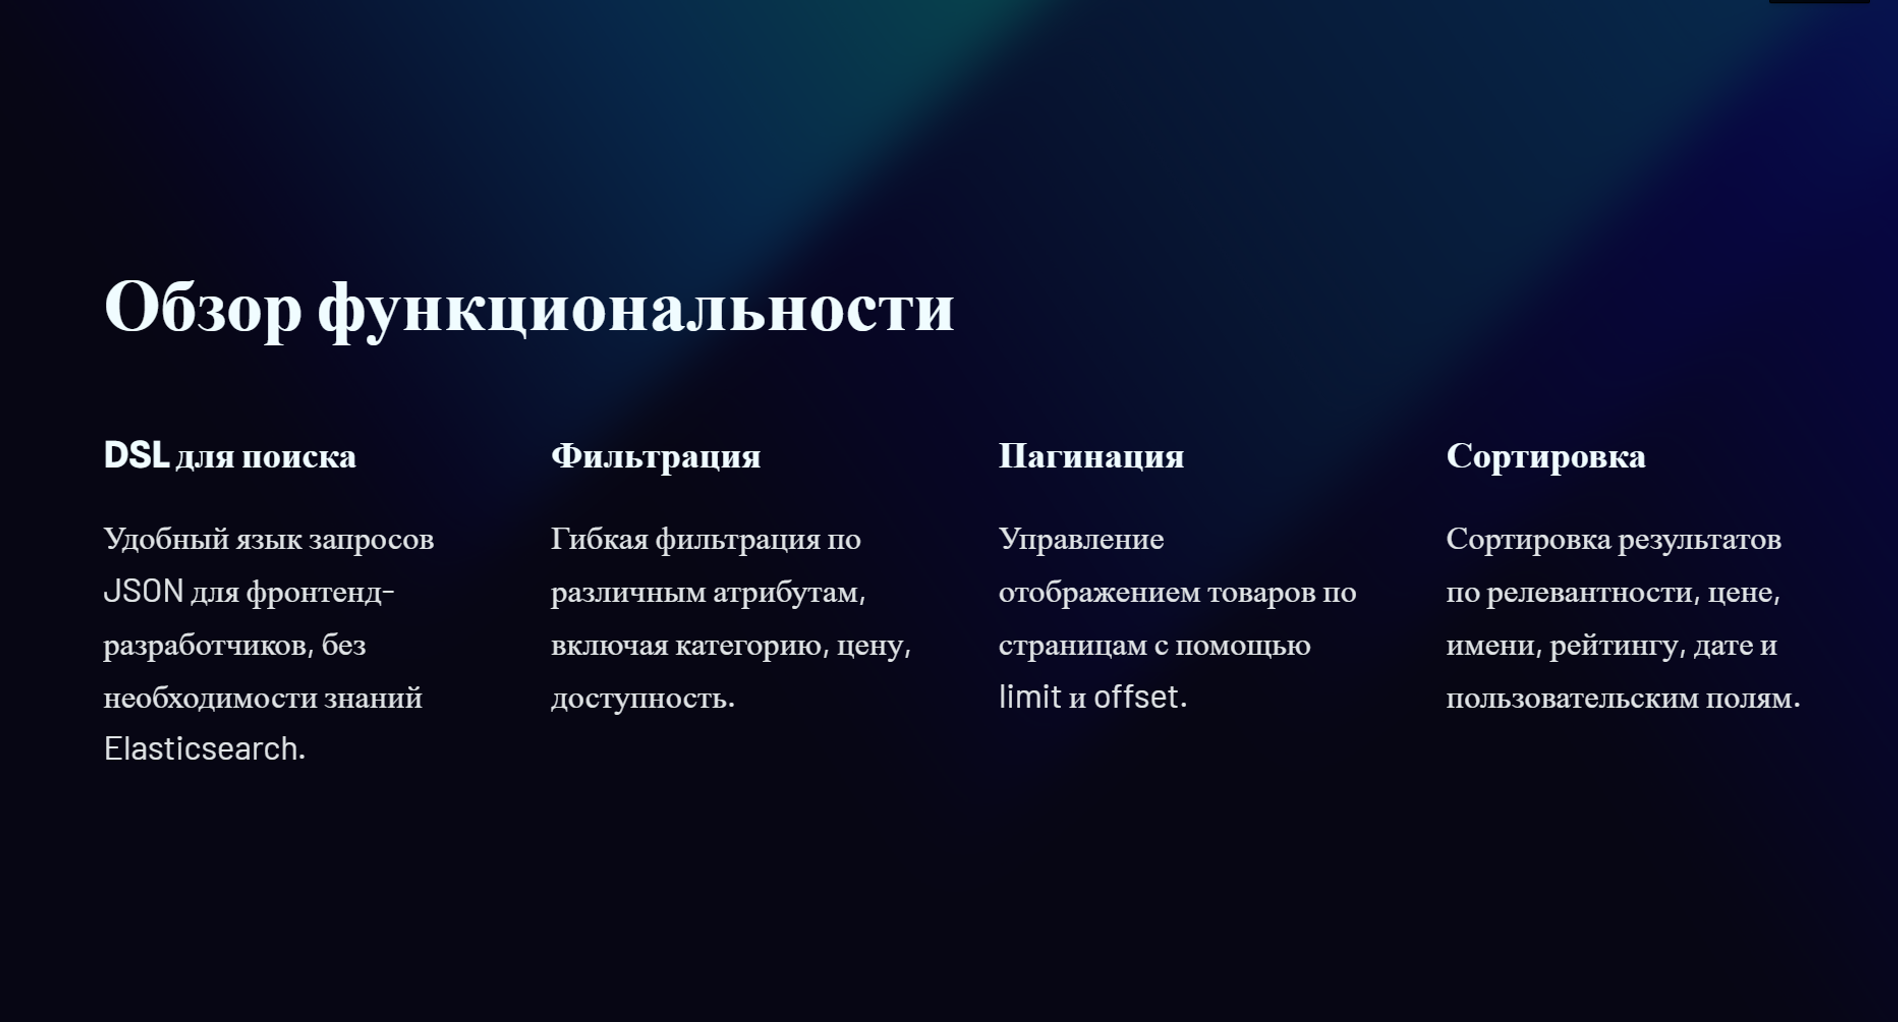 Обзор функциональности
DSL для поиска
Удобный язык запросов
JSON для фронтенд-
разработчиков, без
необходимости знаний
Elasticsearch.
Фильтрация
Гибкая фильтрация по
различным атрибутам,
включая категорию, цену,
доступность.
Пагинация
Управление
отображением товаров по
страницам с помощью
limit и offset.
Сортировка
Сортировка результатов
по релевантности, цене,
имени, рейтингу, дате и
пользовательским полям.